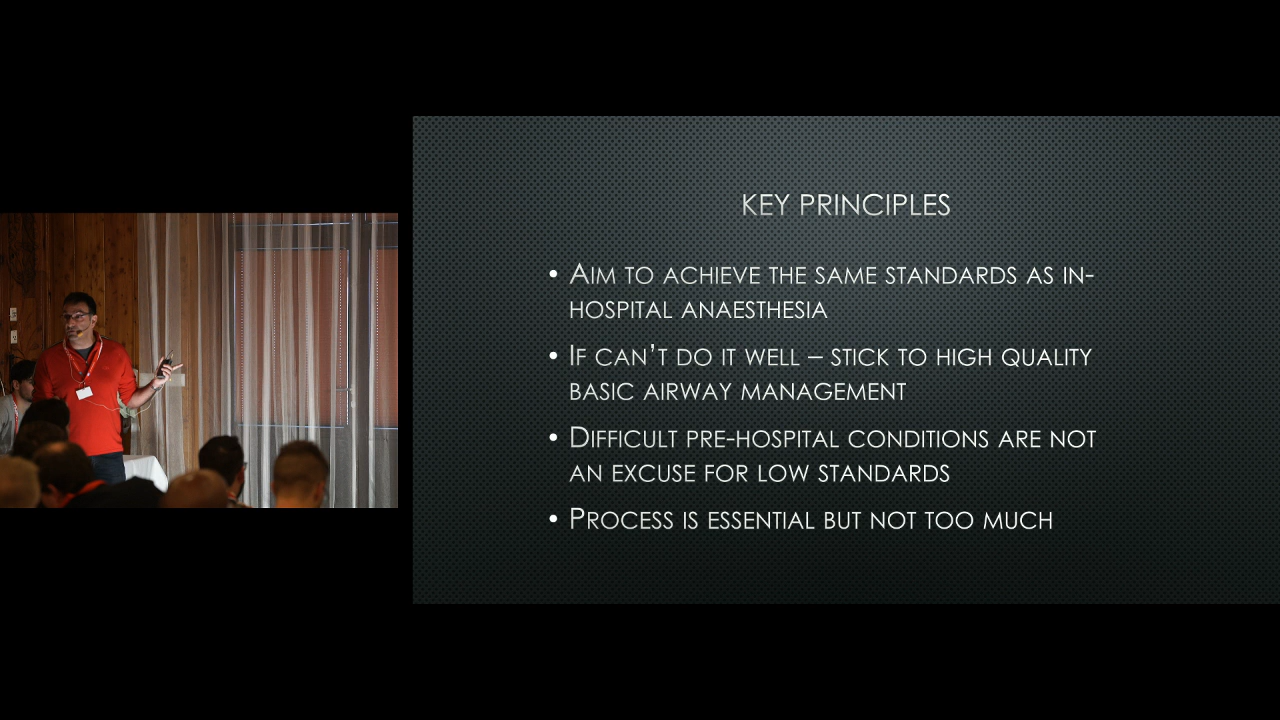 KEY PRINCIPLES
• AIM TO ACHIEVE THE SAME STANDARDS AS IN-
HOSPITAL ANAESTHESIA
• IF CAN’T DO IT WELL – STICK TO HIGH QUALITY
BASIC AIRWAY MANAGEMENT
• DIFFICULT PRE-HOSPITAL CONDITIONS ARE NOT
AN EXCUSE FOR LOW STANDARDS
• PROCESS IS ESSENTIAL BUT NOT TOO MUCH